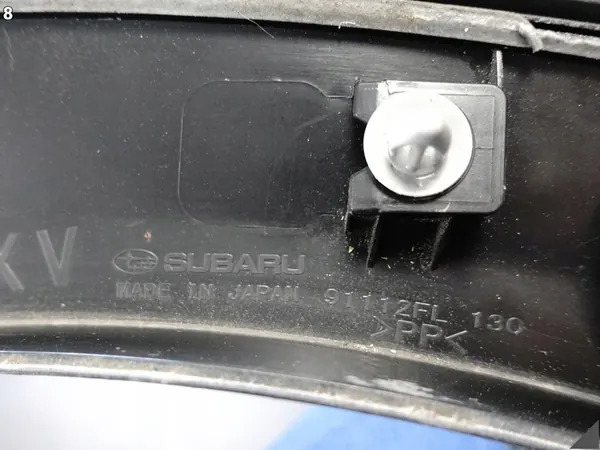 8
XV
SUBARU
MADE IN JAPAN 91112FL 130
>PP<